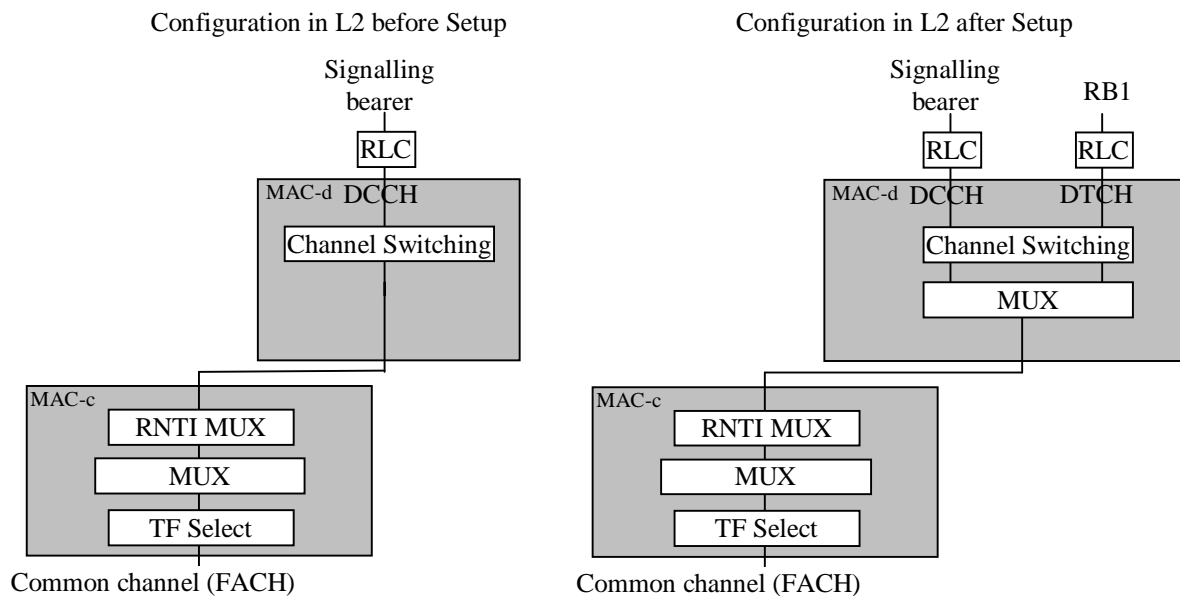 Configuration in L2 before Setup
Signalling
bearer
RLC
MAC-d DCCH
Channel Switching
MAC-c
RNTI MUX
MUX
TF Select
Common channel (FACH)
Configuration in L2 after Setup
Signalling
bearer
RB1
RLC
RLC
MAC-d DCCH
DTCH
Channel Switching
MUX
MAC-c
RNTI MUX
MUX
TF Select
Common channel (FACH)